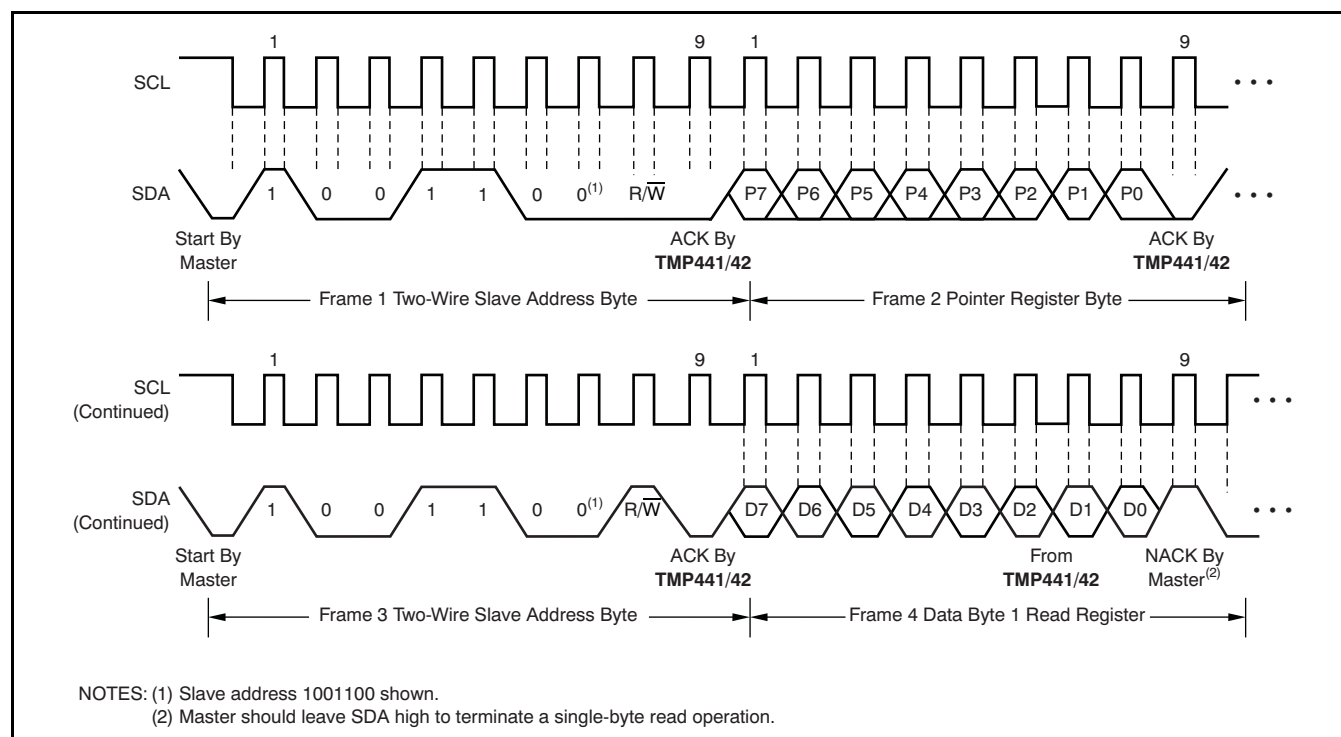 1 9 1 9
SCL
SDA 1 0 0 1 1 0 0(1) R/W P7 P6 P5 P4 P3 P2 P1 P0
Start By Master
ACK By TMP441/42
ACK By TMP441/42
Frame 1 Two-Wire Slave Address Byte
Frame 2 Pointer Register Byte
1 9 1 9
SCL (Continued)
SDA (Continued) 1 0 0 1 1 0 0(1) R/W D7 D6 D5 D4 D3 D2 D1 D0
Start By Master
ACK By TMP441/42
From TMP441/42
NACK By Master(2)
Frame 3 Two-Wire Slave Address Byte
Frame 4 Data Byte 1 Read Register
NOTES: (1) Slave address 1001100 shown.
(2) Master should leave SDA high to terminate a single-byte read operation.